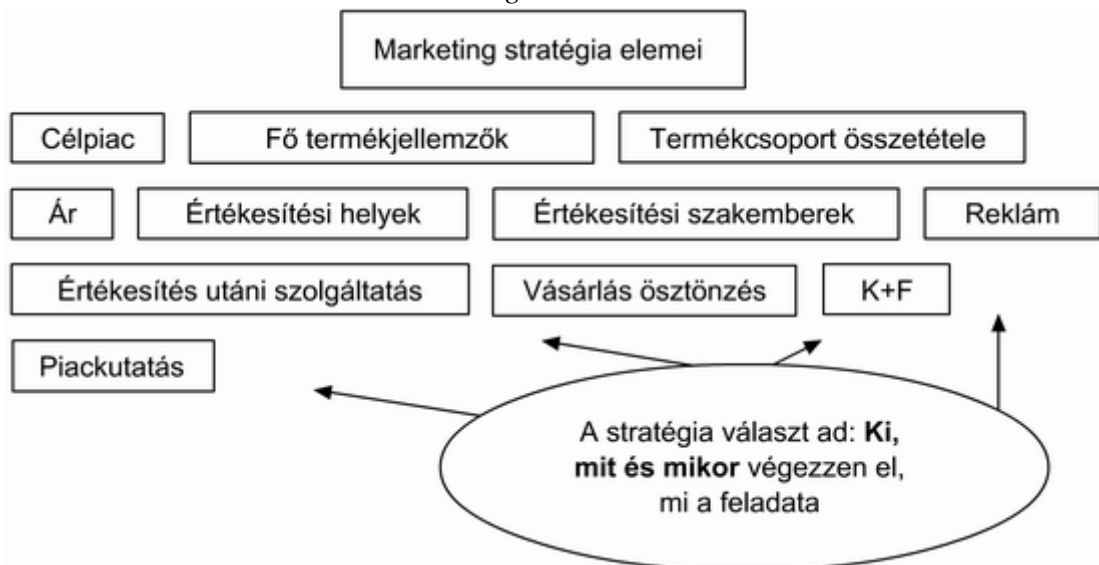 Marketing stratégia elemei
Célpiac
Fő termékjellemzők
Termékcsoport összetétele
Ár
Értékesítési helyek
Értékesítési szakemberek
Reklám
Értékesítés utáni szolgáltatás
Vásárlás ösztönzés
K+F
Piackutatás
A stratégia választ ad: Ki,
mit és mikor végezzen el,
mi a feladata